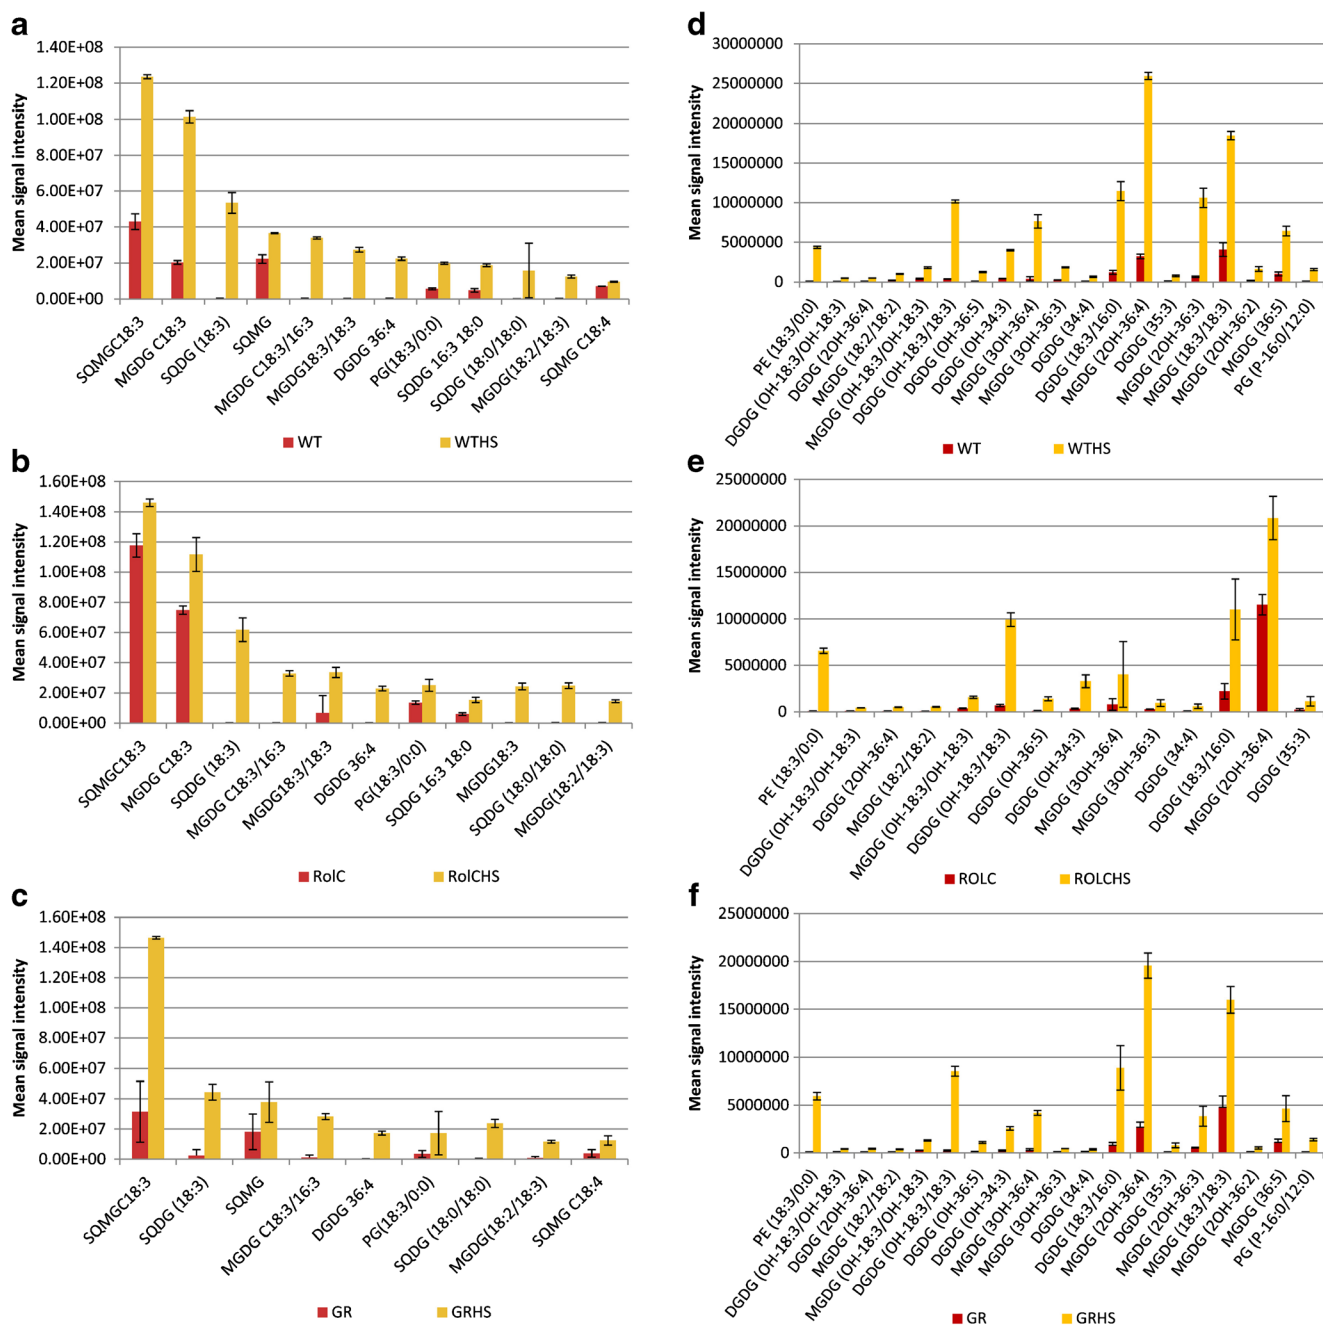 a
Mean signal intensity
1.40E+08
1.20E+08
1.00E+08
8.00E+07
6.00E+07
4.00E+07
2.00E+07
0.00E+00
SQMGC18:3
MGDG C18:3
SQDG (18:3)
SQMG
MGDG C18:3/16:3
MGDG18:3/18:3
DGDG 36:4
PG(18:3/0:0)
SQDG 16:3 18:0
SQDG (18:0/18:0)
MGDG(18:2/18:3)
SQMG C18:4
WT
WTHS
b
Mean signal intensity
1.60E+08
1.40E+08
1.20E+08
1.00E+08
8.00E+07
6.00E+07
4.00E+07
2.00E+07
0.00E+00
SQMGC18:3
MGDG C18:3
SQDG (18:3)
MGDG C18:3/16:3
MGDG18:3/18:3
DGDG 36:4
PG(18:3/0:0)
SQDG 16:3 18:0
MGDG18:3
SQDG (18:0/18:0)
MGDG(18:2/18:3)
RolC
RolCHS
c
Mean signal intensity
1.60E+08
1.40E+08
1.20E+08
1.00E+08
8.00E+07
6.00E+07
4.00E+07
2.00E+07
0.00E+00
SQMGC18:3
SQDG (18:3)
SQMG
MGDG C18:3/16:3
DGDG 36:4
PG(18:3/0:0)
SQDG (18:0/18:0)
MGDG(18:2/18:3)
SQMG C18:4
GR
GRHS
d
Mean signal intensity
30000000
25000000
20000000
15000000
10000000
5000000
0
PE (18:3/0:0)
DGDG (OH-18:3/OH-18:3)
DGDG (2OH-36:4)
MGDG (18:2/18:2)
MGDG (OH-18:3/OH-18:3)
DGDG (OH-18:3/18:3)
DGDG (OH-36:5)
DGDG (OH-34:3)
MGDG (3OH-36:4)
MGDG (3OH-36:3)
DGDG (34:4)
DGDG (18:3/16:0)
MGDG (2OH-36:4)
DGDG (35:3)
MGDG (2OH-36:3)
MGDG (18:3/18:3)
MGDG (2OH-36:2)
MGDG (36:5)
PG (P-16:0/12:0)
WT
WTHS
e
Mean signal intensity
25000000
20000000
15000000
10000000
5000000
0
PE (18:3/0:0)
DGDG (OH-18:3/OH-18:3)
DGDG (2OH-36:4)
MGDG (18:2/18:2)
MGDG (OH-18:3/OH-18:3)
DGDG (OH-18:3/18:3)
DGDG (OH-36:5)
DGDG (OH-34:3)
MGDG (3OH-36:4)
MGDG (3OH-36:3)
DGDG (34:4)
DGDG (18:3/16:0)
MGDG (2OH-36:4)
DGDG (35:3)
ROLC
ROLCHS
f
Mean signal intensity
25000000
20000000
15000000
10000000
5000000
0
PE (18:3/0:0)
DGDG (OH-18:3/OH-18:3)
DGDG (2OH-36:4)
MGDG (18:2/18:2)
MGDG (OH-18:3/OH-18:3)
DGDG (OH-18:3/18:3)
DGDG (OH-36:5)
DGDG (OH-34:3)
MGDG (3OH-36:4)
MGDG (3OH-36:3)
DGDG (34:4)
DGDG (18:3/16:0)
MGDG (2OH-36:4)
DGDG (35:3)
MGDG (2OH-36:3)
MGDG (18:3/18:3)
MGDG (2OH-36:2)
MGDG (36:5)
PG (P-16:0/12:0)
GR
GRHS